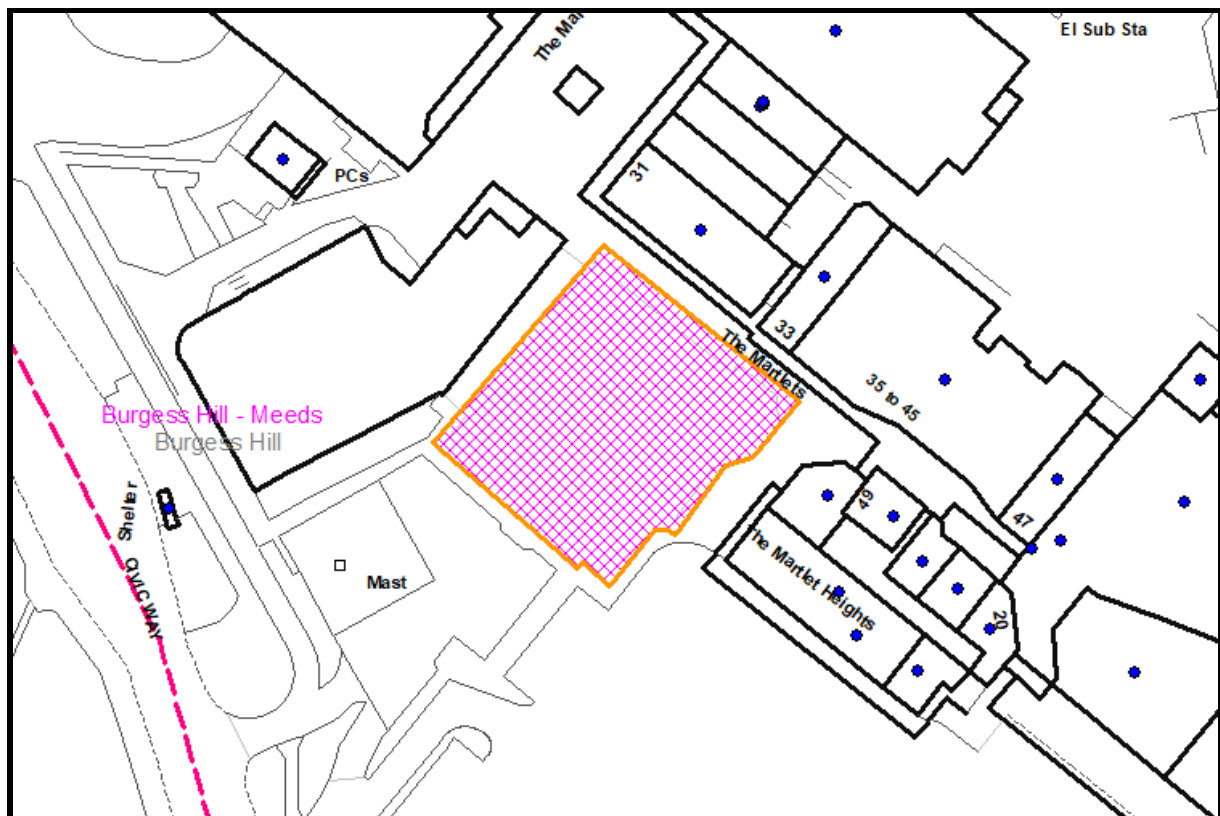 The Mar
El Sub Sta
PCs
31
33
The Martlets
35 to 45
Burgess Hill - Meeds
Burgess Hill
Shelter
CIVIC WAY
Mast
49
47
The Martlet Heights
20